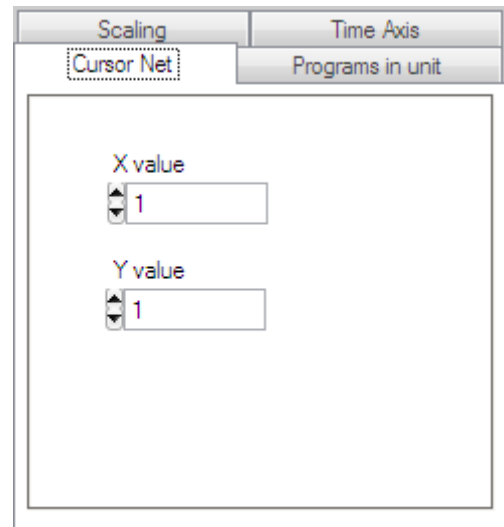 Scaling
Time Axis
Cursor Net
Programs in unit
X value
1
Y value
1